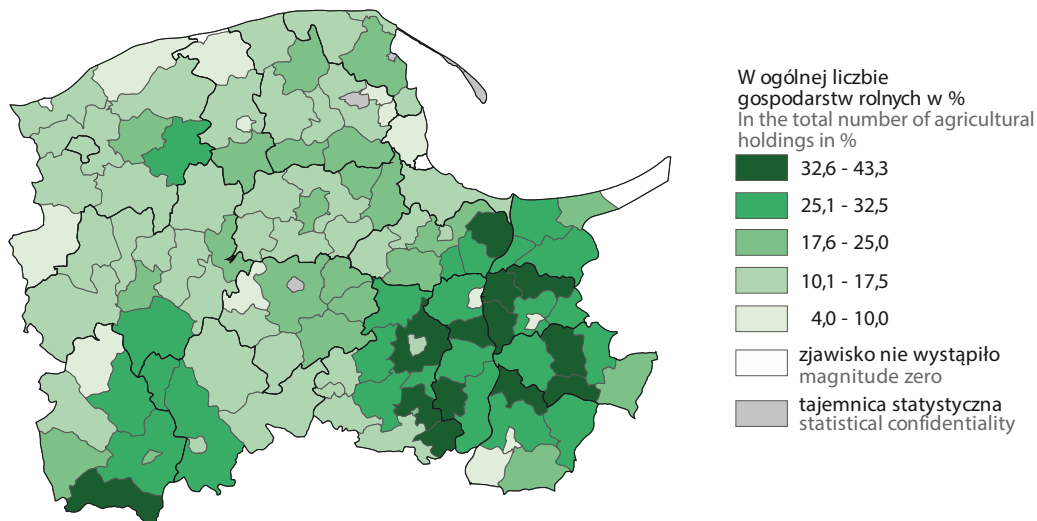 W ogólnej liczbie
gospodarstw rolnych w %
In the total number of agricultural
holdings in %
32,6 - 43,3
25,1 - 32,5
17,6 - 25,0
10,1 - 17,5
4,0 - 10,0
zjawisko nie wystąpiło
magnitude zero
tajemnica statystyczna
statistical confidentiality